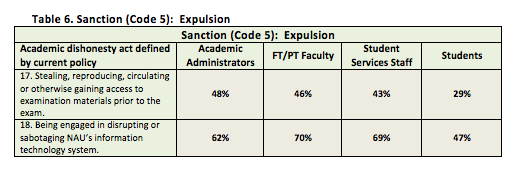 Table 6. Sanction (Code 5):  Expulsion
Sanction (Code 5):  Expulsion
Academic dishonesty act defined by current policy | Academic Administrators | FT/PT Faculty | Student Services Staff | Students
17. Stealing, reproducing, circulating
or otherwise gaining access to
examination materials prior to the
exam.
48% 46% 43% 29%
18. Being engaged in disrupting or
sabotaging NAU's information
technology system.
62% 70% 69% 47%